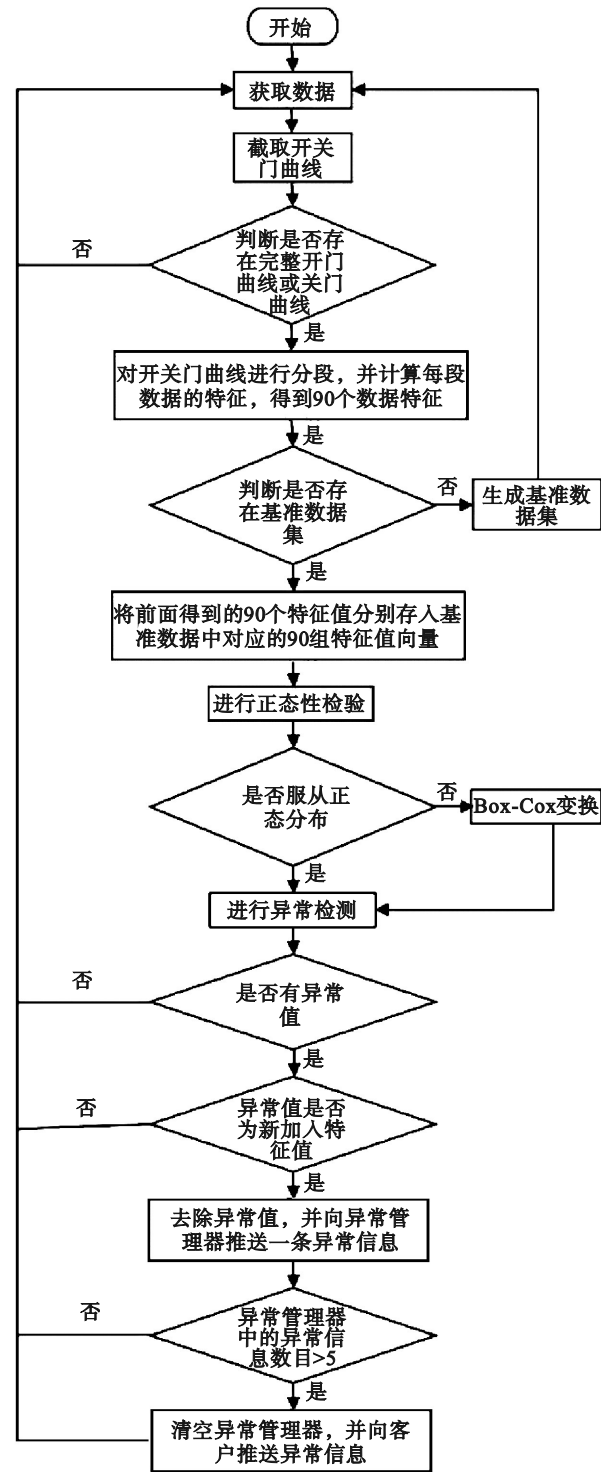 开始
获取数据
截取开关
门曲线
否
判断是否存
在完整开门
曲线或关门
曲线
是
对开关门曲线进行分段，并计算每段
数据的特征，得到90个数据特征
是
判断是否存
在基准数据
集
否
生成基准数
据集
是
将前面得到的90个特征值分别存入基
准数据中对应的90组特征值向量
进行正态性检验
是否服从正
态分布
否
Box-Cox变换
是
进行异常检测
否
是否有异常
值
是
否
异常值是否
为新加入特
征值
是
去除异常值，并向异常管
理器推送一条异常信息
否
异常管理器
中的异常信
息数目>5
是
清空异常管理器，并向客
户推送异常信息